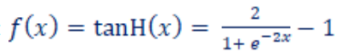 f(x) = tanH(x) = 2 / (1 + e^{-2x}) − 1